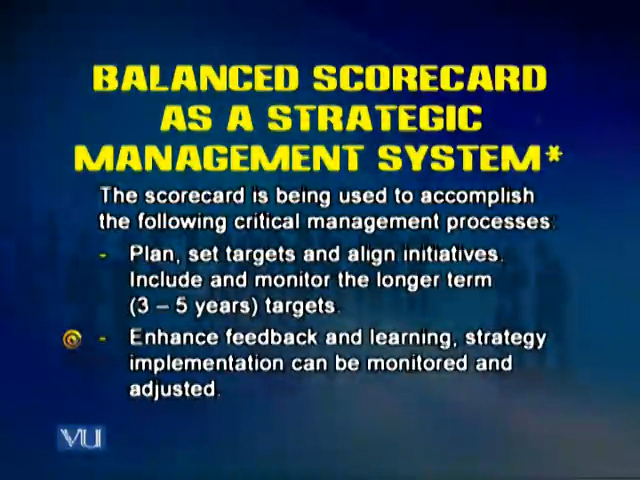 BALANCED SCORECARD
AS A STRATEGIC
MANAGEMENT SYSTEM*
The scorecard is being used to accomplish
the following critical management processes:
- Plan, set targets and align initiatives.
Include and monitor the longer term
(3 – 5 years) targets.
- Enhance feedback and learning, strategy
implementation can be monitored and
adjusted.
VU